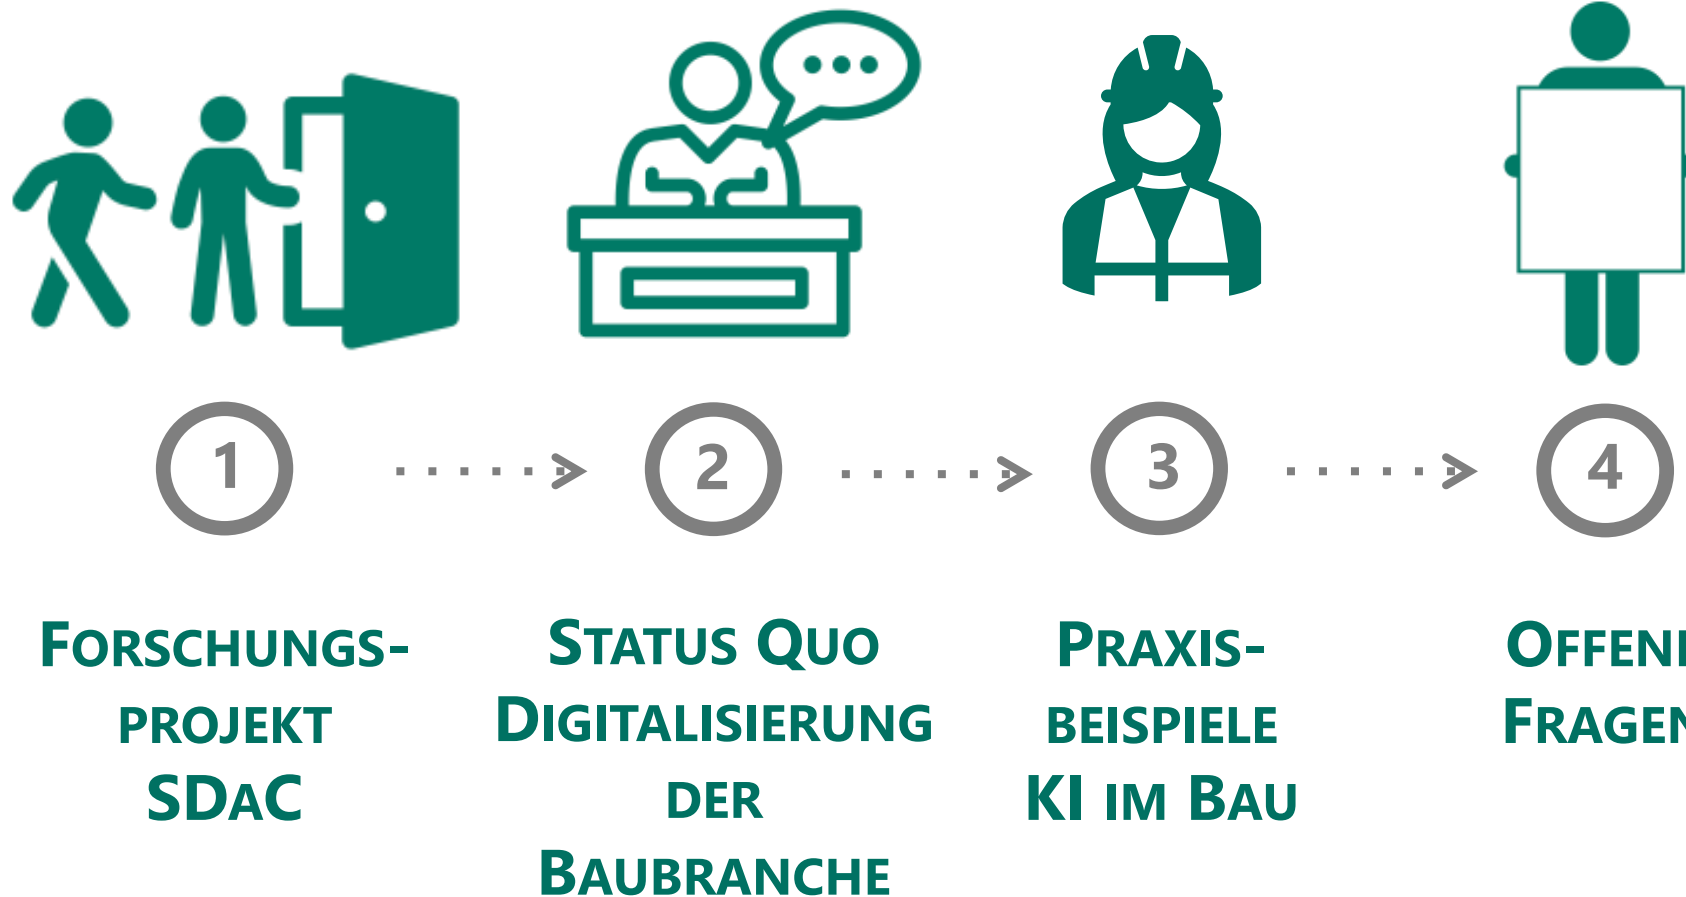 1
2
3
4
FORSCHUNGS-
PROJEKT
SDAC
STATUS QUO
DIGITALISIERUNG
DER
BAUBRANCHE
PRAXIS-
BEISPIELE
KI IM BAU